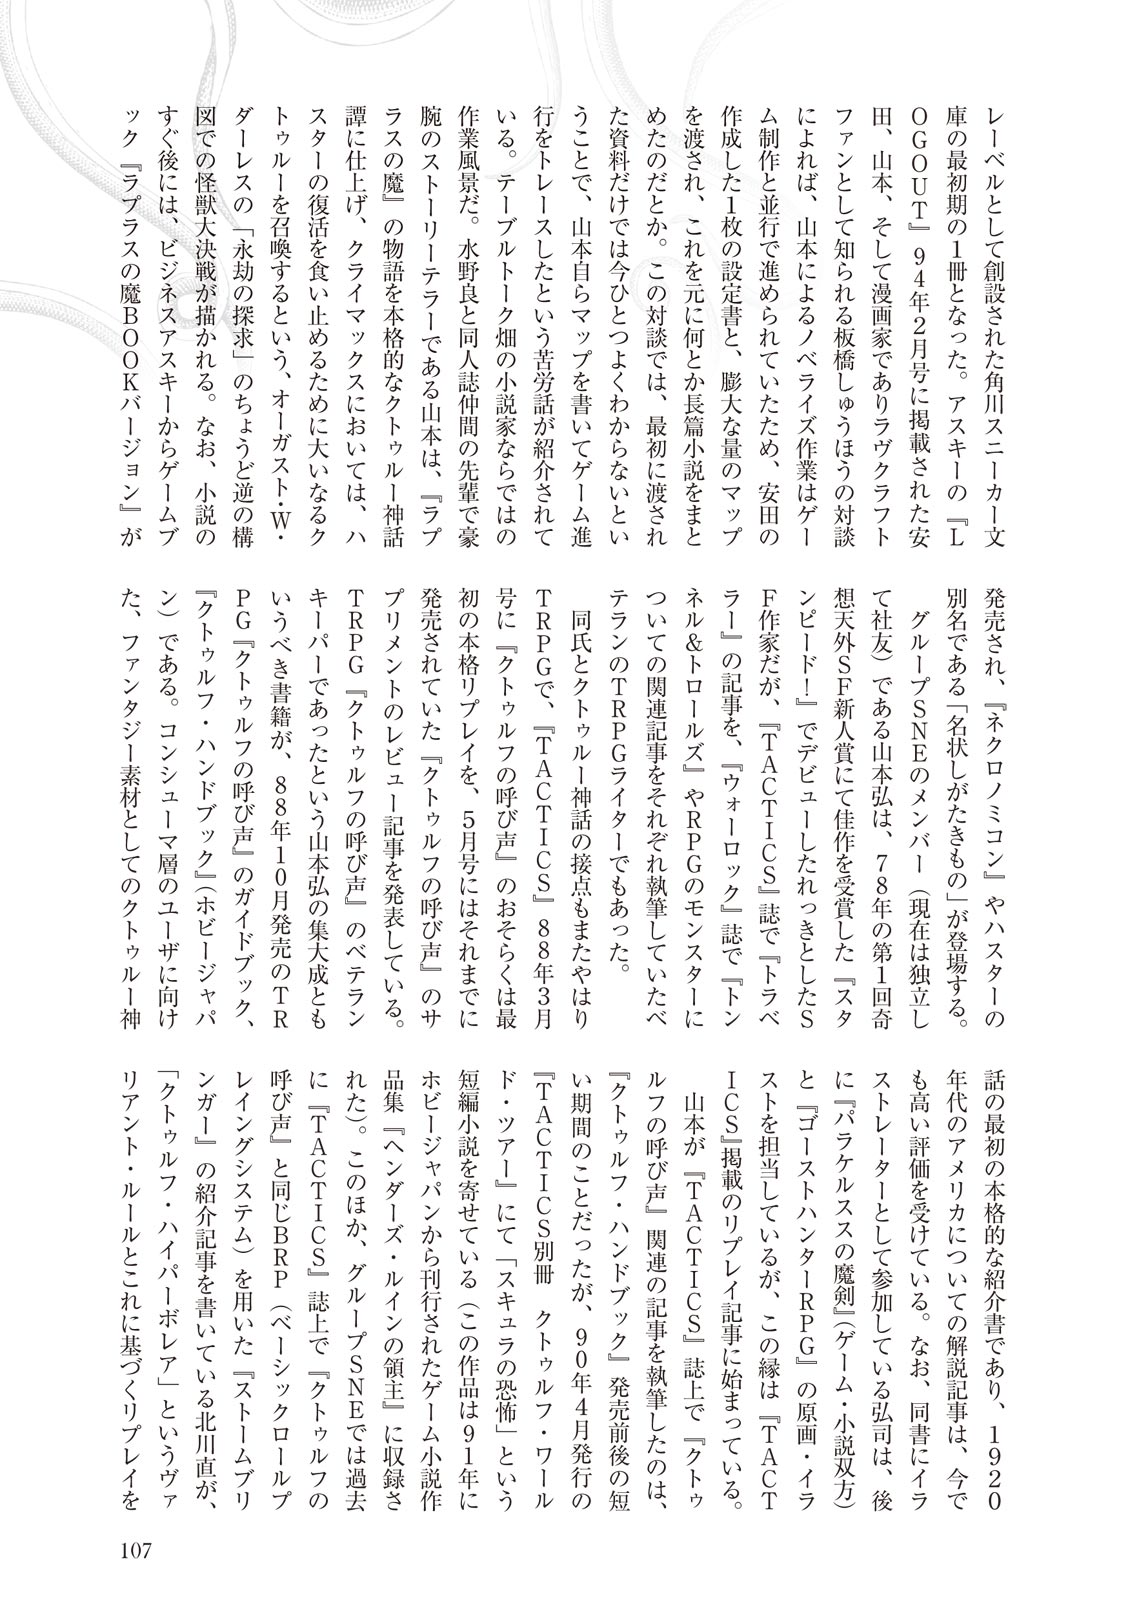 レーベルとして創設された角川スニーカー文
庫の最初期の1冊となった。アスキーの『L
OGOUT』94年2月号に掲載された安
田、山本、そして漫画家でありラヴクラフト
ファンとして知られる板橋しゅうほうの対談
によれば、山本によるノベライズ作業はゲー
ム制作と並行で進められていたため、安田の
作成した1枚の設定書と、膨大な量のマップ
を渡され、これを元に何とか長篇小説をまと
めたのだとか。この対談では、最初に渡され
た資料だけでは今ひとつよくわからないとい
うことで、山本自らマップを書いてゲーム進
行をトレースしたという苦労話が紹介されて
いる。テーブルトーク畑の小説家ならではの
作業風景だ。水野良と同人誌仲間の先輩で豪
腕のストーリーテラーである山本は、『ラプ
ラスの魔』の物語を本格的なクトゥルー神話
譚に仕上げ、クライマックスにおいては、ハ
スターの復活を食い止めるために大いなるク
トゥルーを召喚するという、オーガスト・W・
ダーレスの「永劫の探求」のちょうど逆の構
図での怪獣大決戦が描かれる。なお、小説の
すぐ後には、ビジネスアスキーからゲームブ
ック『ラプラスの魔BOOKバージョン』が
発売され、『ネクロノミコン』やハスターの
別名である「名状しがたきもの」が登場する。
　グループSNEのメンバー（現在は独立し
て社友）である山本弘は、78年の第1回奇
想天外SF新人賞にて佳作を受賞した『スタ
ンピード！』でデビューしたれっきとしたS
F作家だが、『TACTICS』誌で『トラベ
ラー』の記事を、『ウォーロック』誌で『トン
ネル＆トロールズ』やRPGのモンスターに
ついての関連記事をそれぞれ執筆していたベ
テランのTRPGライターでもあった。
　同氏とクトゥルー神話の接点もまたやはり
TRPGで、『TACTICS』88年3月
号に『クトゥルフの呼び声』のおそらくは最
初の本格リプレイを、5月号にはそれまでに
発売されていた『クトゥルフの呼び声』のサ
プリメントのレビュー記事を発表している。
TRPG『クトゥルフの呼び声』のベテラン
キーパーであったという山本弘の集大成とも
いうべき書籍が、88年10月発売のTR
PG『クトゥルフの呼び声』のガイドブック、
『クトゥルフ・ハンドブック』（ホビージャパ
ン）である。コンシューマ層のユーザに向け
た、ファンタジー素材としてのクトゥルー神
話の最初の本格的な紹介書であり、1920
年代のアメリカについての解説記事は、今で
も高い評価を受けている。なお、同書にイラ
ストレーターとして参加している弘司は、後
に『パラケルススの魔剣』（ゲーム・小説双方）
と『ゴーストハンターRPG』の原画・イラ
ストを担当しているが、この縁は『TACT
ICS』掲載のリプレイ記事に始まっている。
　山本が『TACTICS』誌上で『クトゥ
ルフの呼び声』関連の記事を執筆したのは、
『クトゥルフ・ハンドブック』発売前後の短
い期間のことだったが、90年4月発行の
『TACTICS別冊　クトゥルフ・ワール
ド・ツアー』にて「スキュラの恐怖」という
短編小説を寄せている（この作品は91年に
ホビージャパンから刊行されたゲーム小説作
品集『ヘンダーズ・ルインの領主』に収録さ
れた）。このほか、グループSNEでは過去
に『TACTICS』誌上で『クトゥルフの
呼び声』と同じBRP（ベーシックロールプ
レイングシステム）を用いた『ストームブリ
ンガー』の紹介記事を書いている北川直が、
「クトゥルフ・ハイパーボレア」というヴァ
リアント・ルールとこれに基づくリプレイを
107